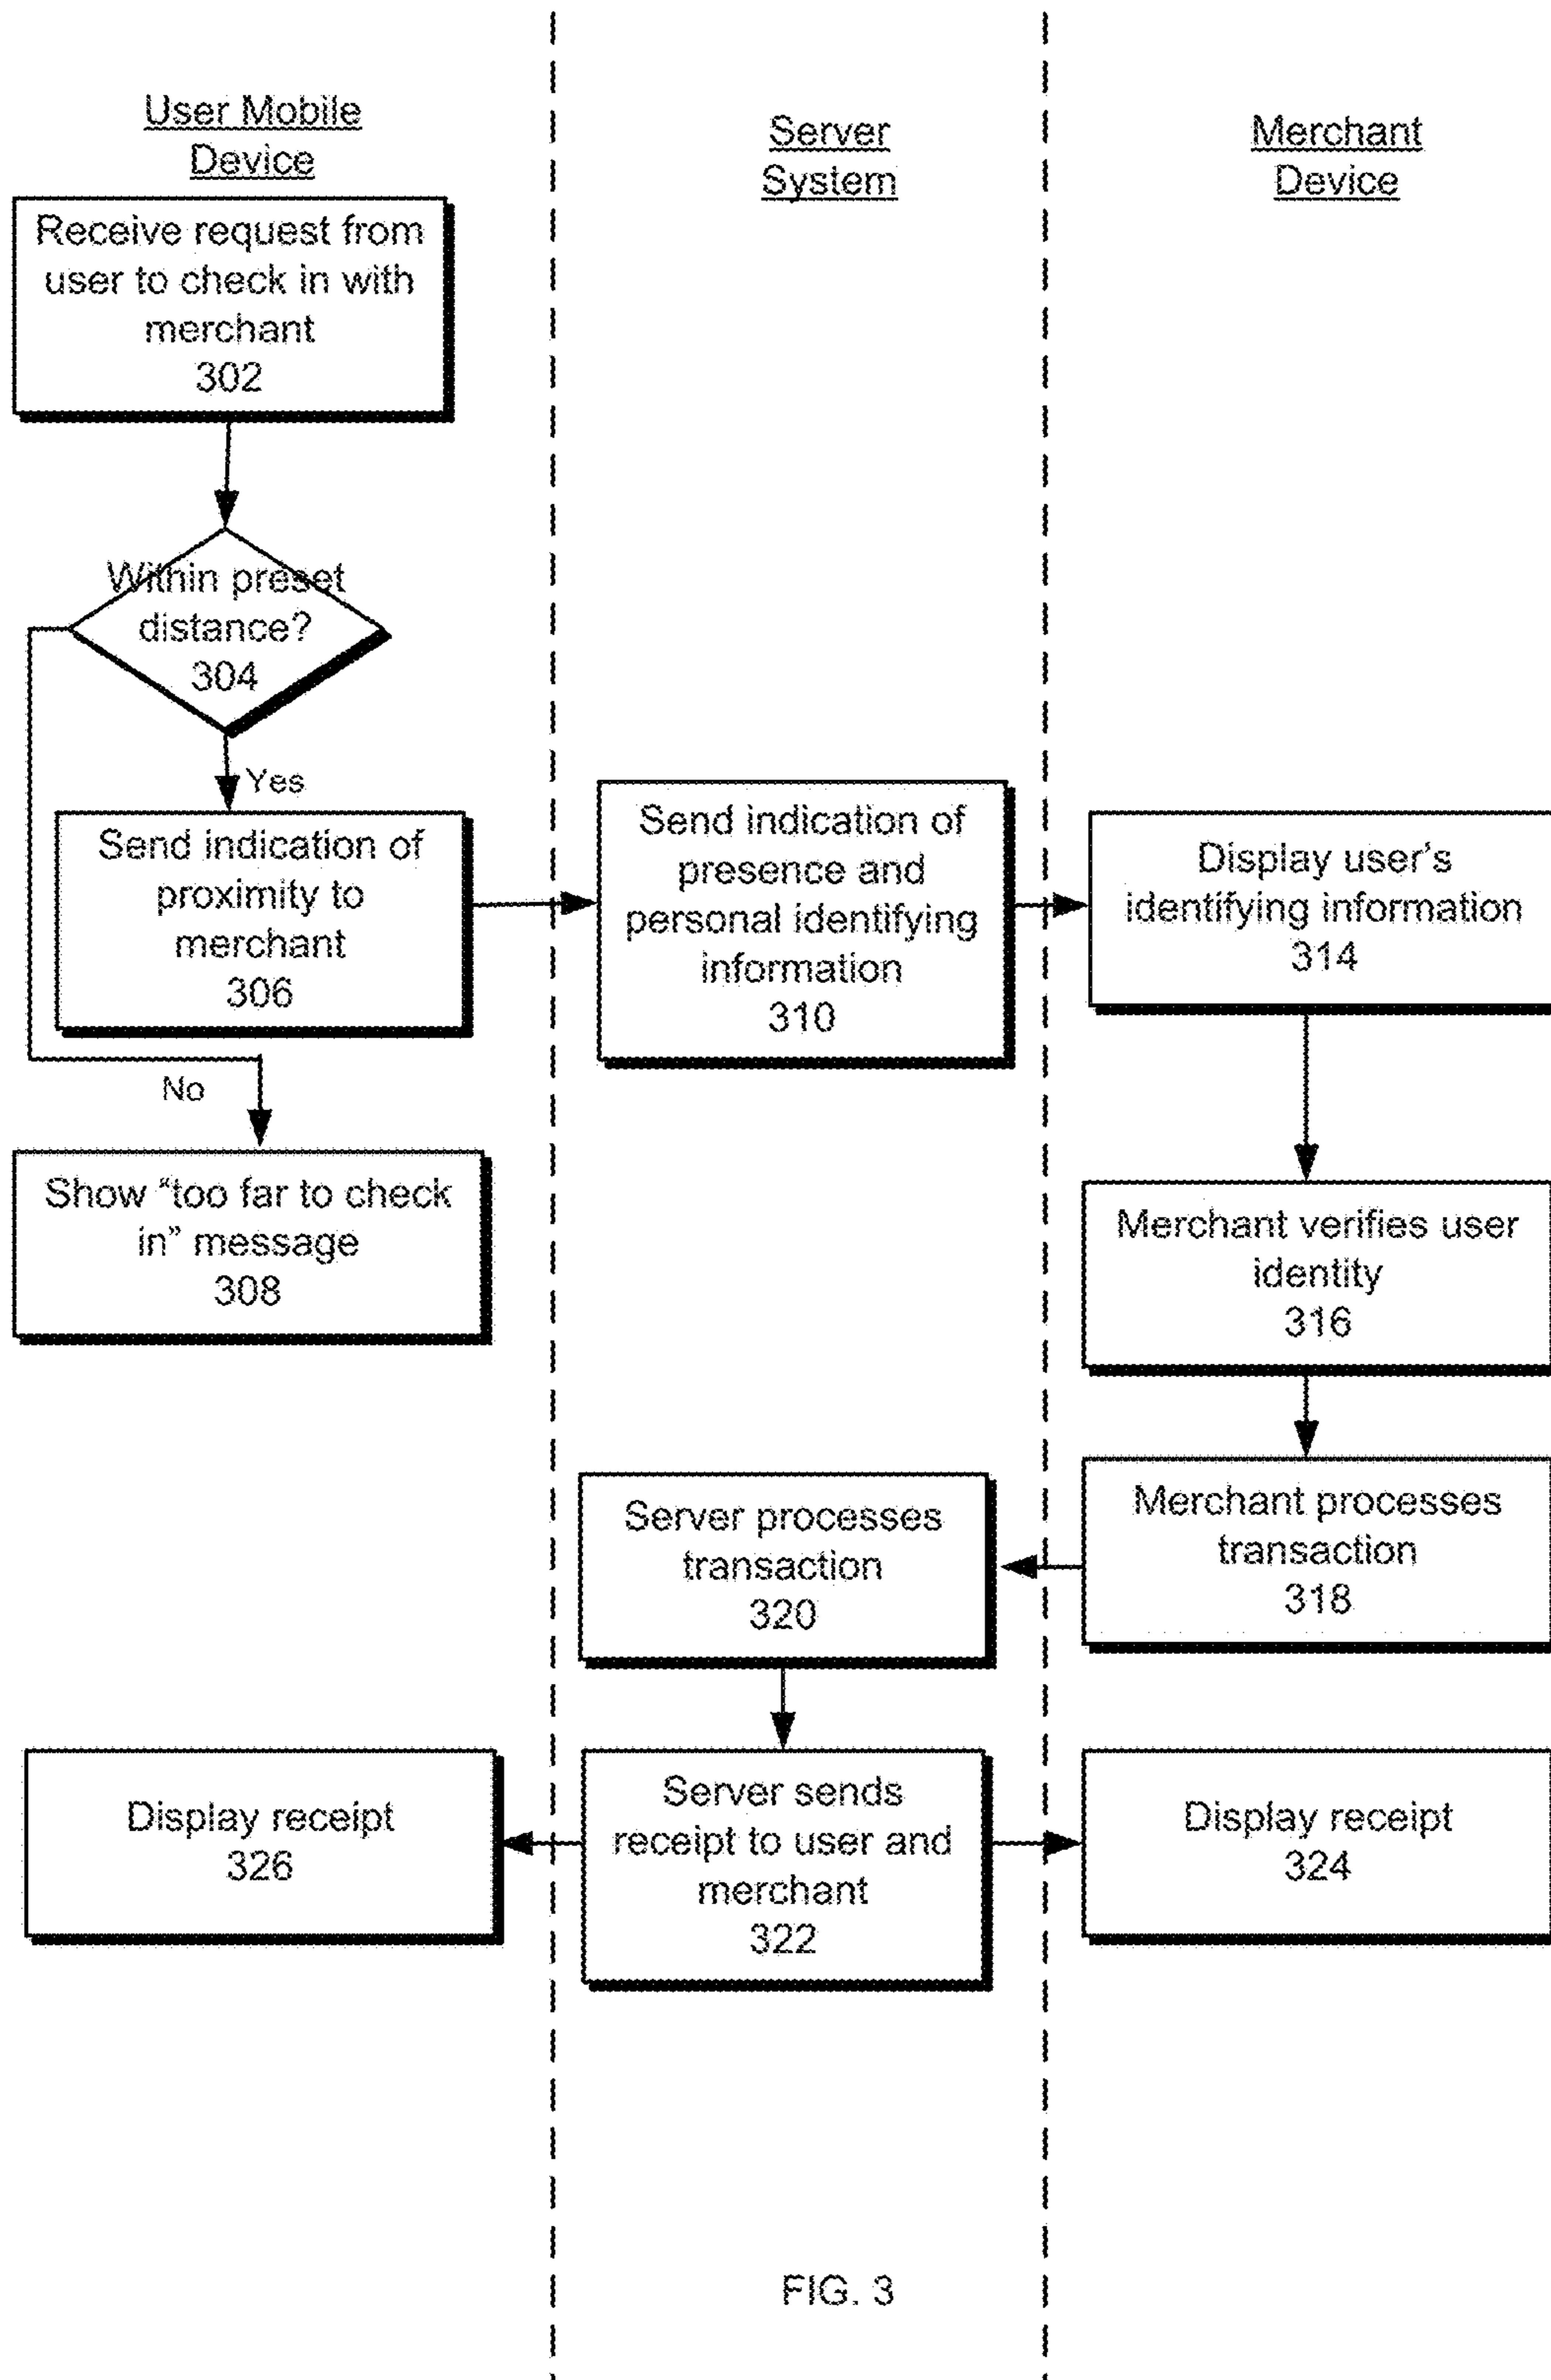 User Mobile
Device
Server
System
Merchant
Device
Receive request from
user to check in with
merchant
302
Within preset
distance?
304
Yes
Send indication of
proximity to
merchant
306
No
Show “too far to check
in” message
308
Send indication of
presence and
personal identifying
information
310
Display user’s
identifying information
314
Merchant verifies user
identity
316
Merchant processes
transaction
318
Server processes
transaction
320
Server sends
receipt to user and
merchant
322
Display receipt
326
Display receipt
324
FIG. 3